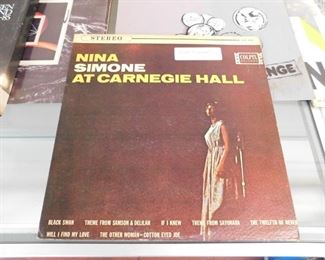 STEREO
NINA
SIMONE
AT CARNEGIE HALL
COLPIX
BLACK SWAN THEME FROM SAMSON & DELILAH IF I KNEW THEME FROM SAYONARA THE TWELFTH OF NEVER
WILL I FIND MY LOVE THE OTHER WOMAN—COTTON EYED JOE